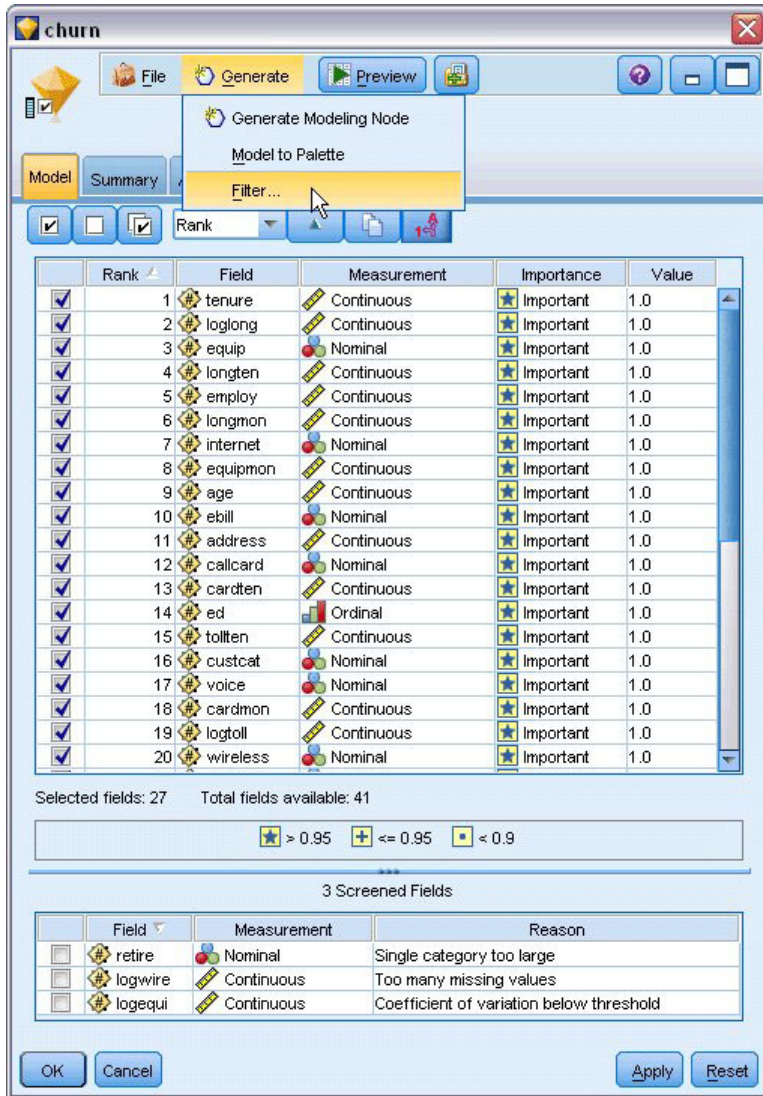 churn
File Generate Preview
Generate Modeling Node
Model to Palette
Filter...
Model Summary
Rank
Rank Field Measurement Importance Value
1 tenure Continuous Important 1.0
2 loglong Continuous Important 1.0
3 equip Nominal Important 1.0
4 longten Continuous Important 1.0
5 employ Continuous Important 1.0
6 longmon Continuous Important 1.0
7 internet Nominal Important 1.0
8 equipmon Continuous Important 1.0
9 age Continuous Important 1.0
10 ebill Nominal Important 1.0
11 address Continuous Important 1.0
12 callcard Nominal Important 1.0
13 cardten Continuous Important 1.0
14 ed Ordinal Important 1.0
15 tollten Continuous Important 1.0
16 custcat Nominal Important 1.0
17 voice Nominal Important 1.0
18 cardmon Continuous Important 1.0
19 logtoll Continuous Important 1.0
20 wireless Nominal Important 1.0
Selected fields: 27 Total fields available: 41
> 0.95 <= 0.95 < 0.9
3 Screened Fields
Field Measurement Reason
retire Nominal Single category too large
logwire Continuous Too many missing values
logequi Continuous Coefficient of variation below threshold
OK Cancel Apply Reset